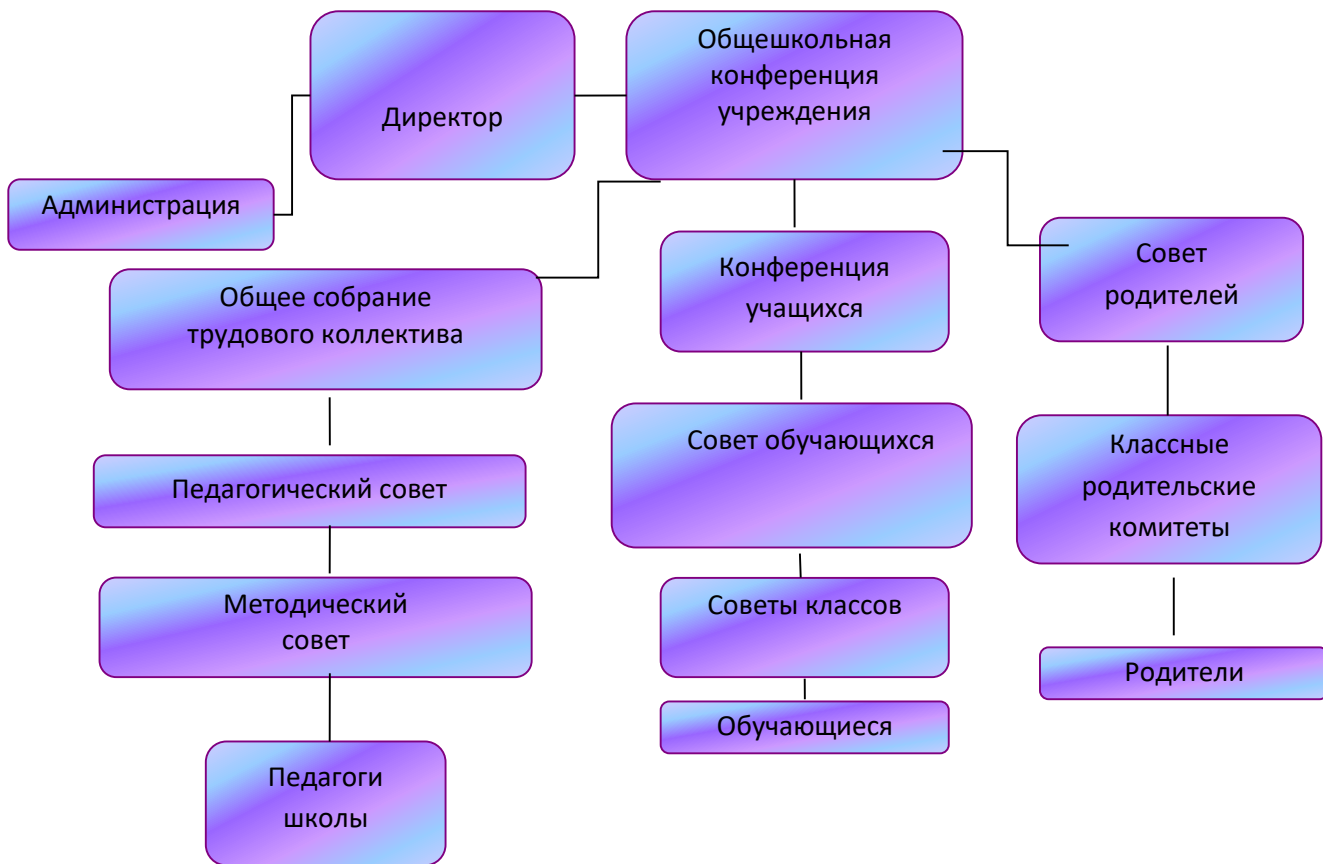 Директор
Общешкольная
конференция
учреждения
Администрация
Общее собрание
трудового коллектива
Конференция
учащихся
Совет
родителей
Педагогический совет
Совет обучающихся
Классные
родительские
комитеты
Методический
совет
Советы классов
Родители
Обучающиеся
Педагоги
школы